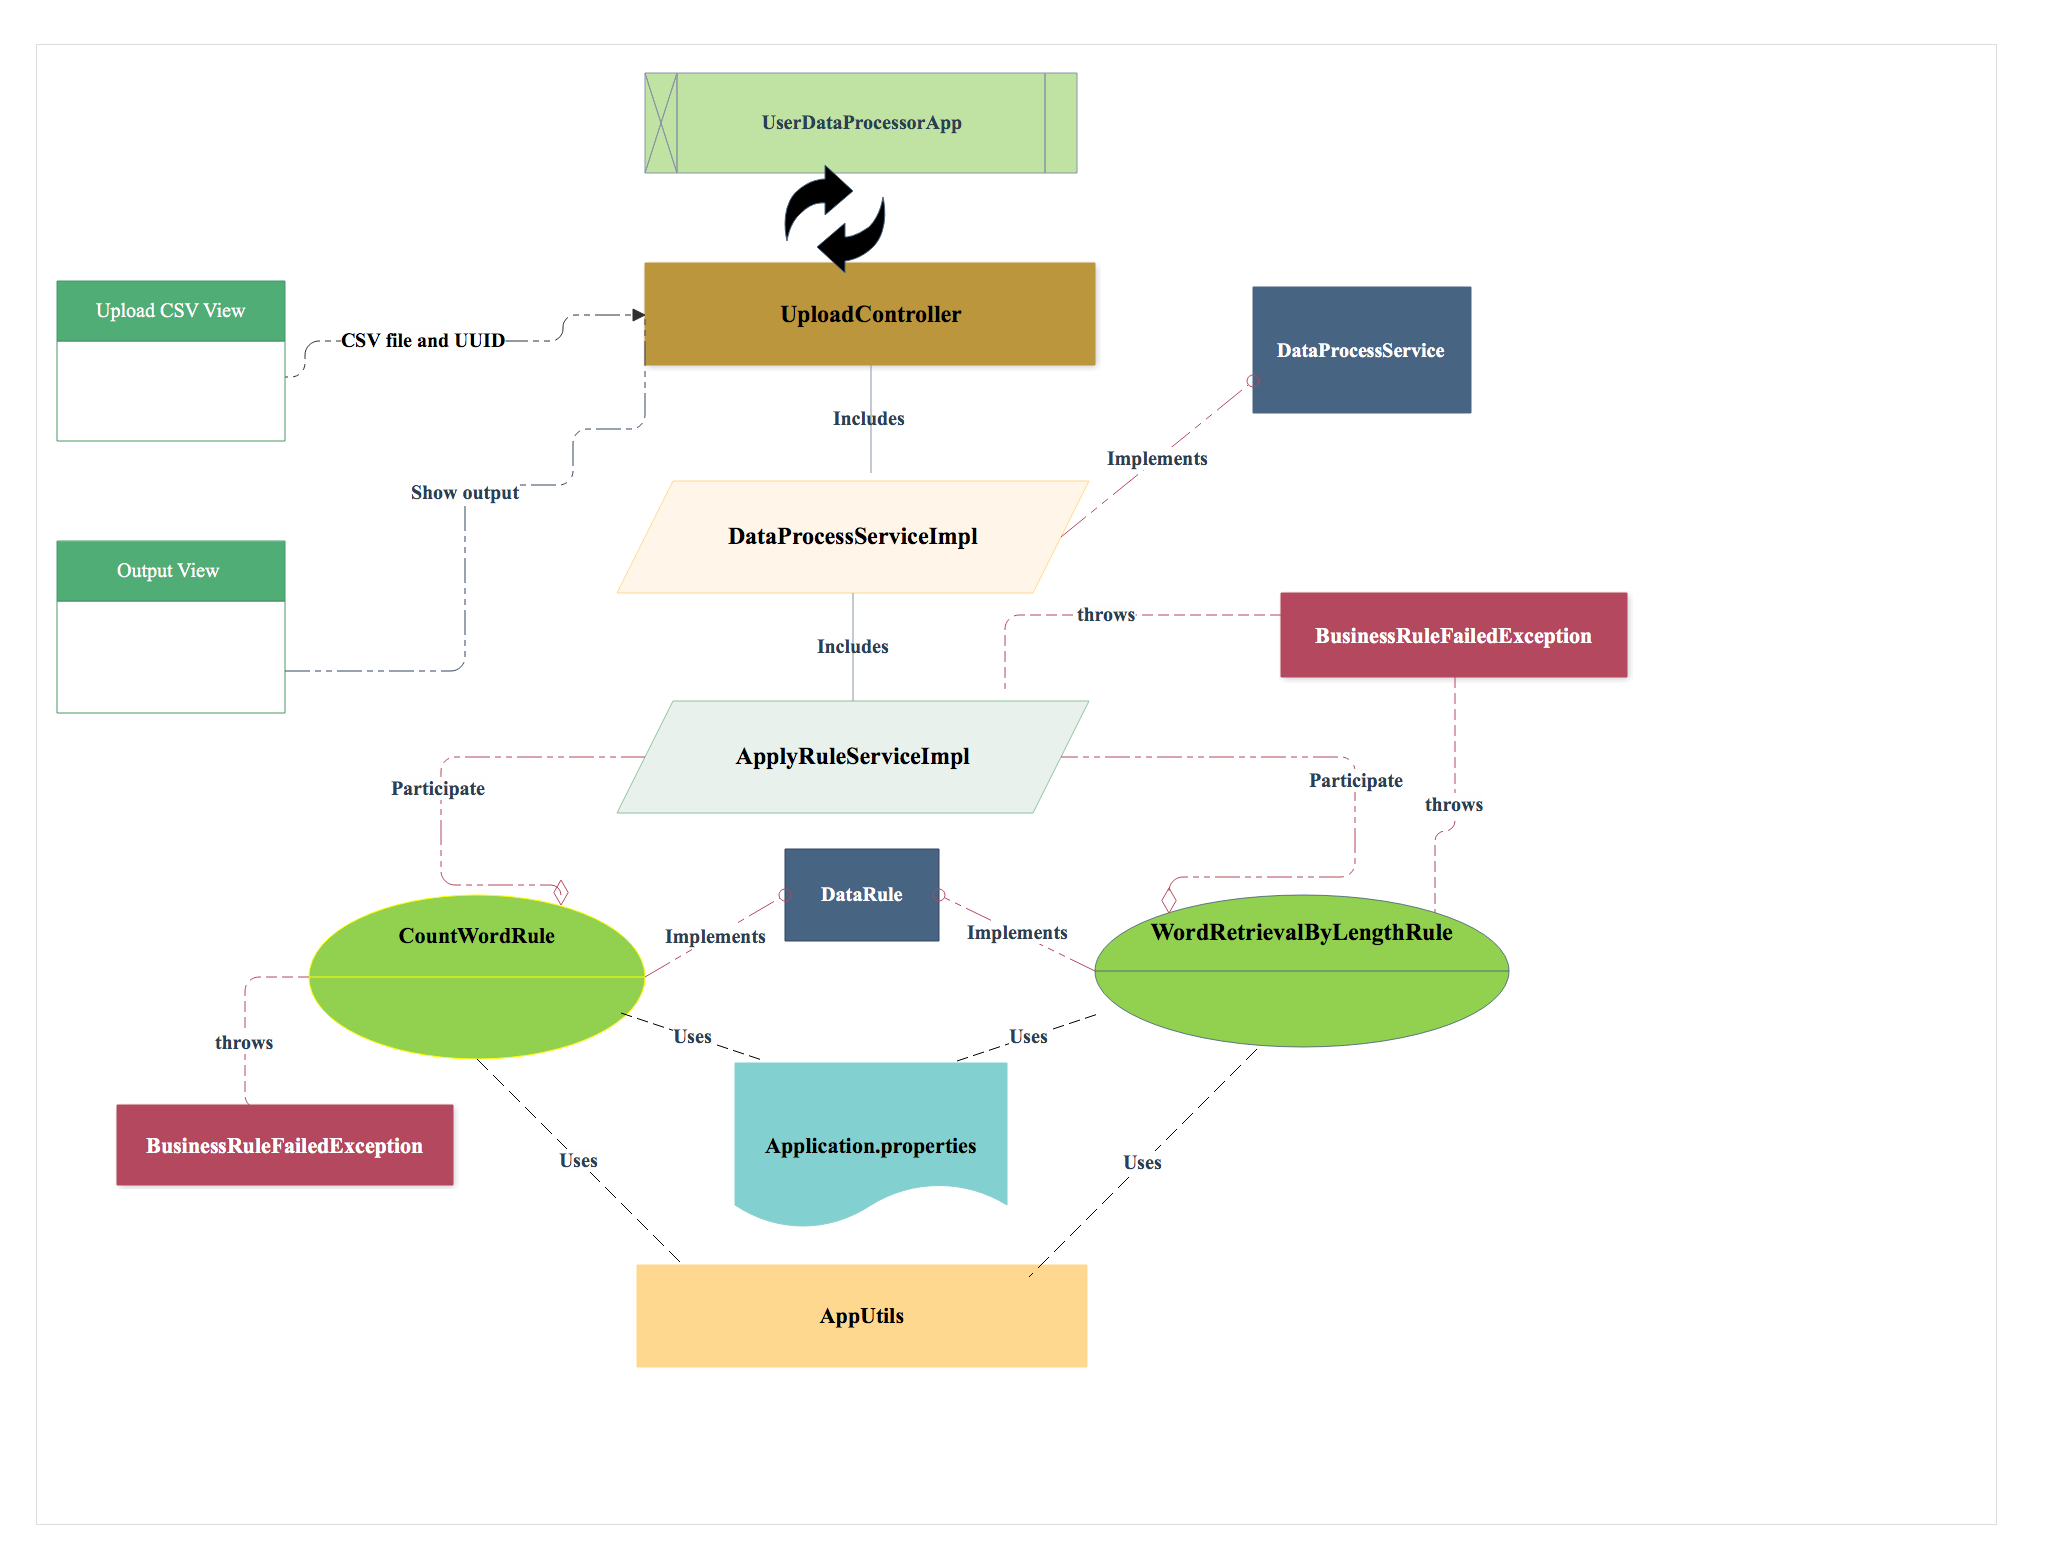 UserDataProcessorApp
Upload CSV View
UploadController
CSV file and UUID
DataProcessService
Includes
Implements
Show output
DataProcessServiceImpl
Output View
throws
BusinessRuleFailedException
Includes
ApplyRuleServiceImpl
Participate
Participate
throws
DataRule
CountWordRule
Implements
Implements
WordRetrievalByLengthRule
throws
Uses
Uses
BusinessRuleFailedException
Application.properties
Uses
Uses
AppUtils